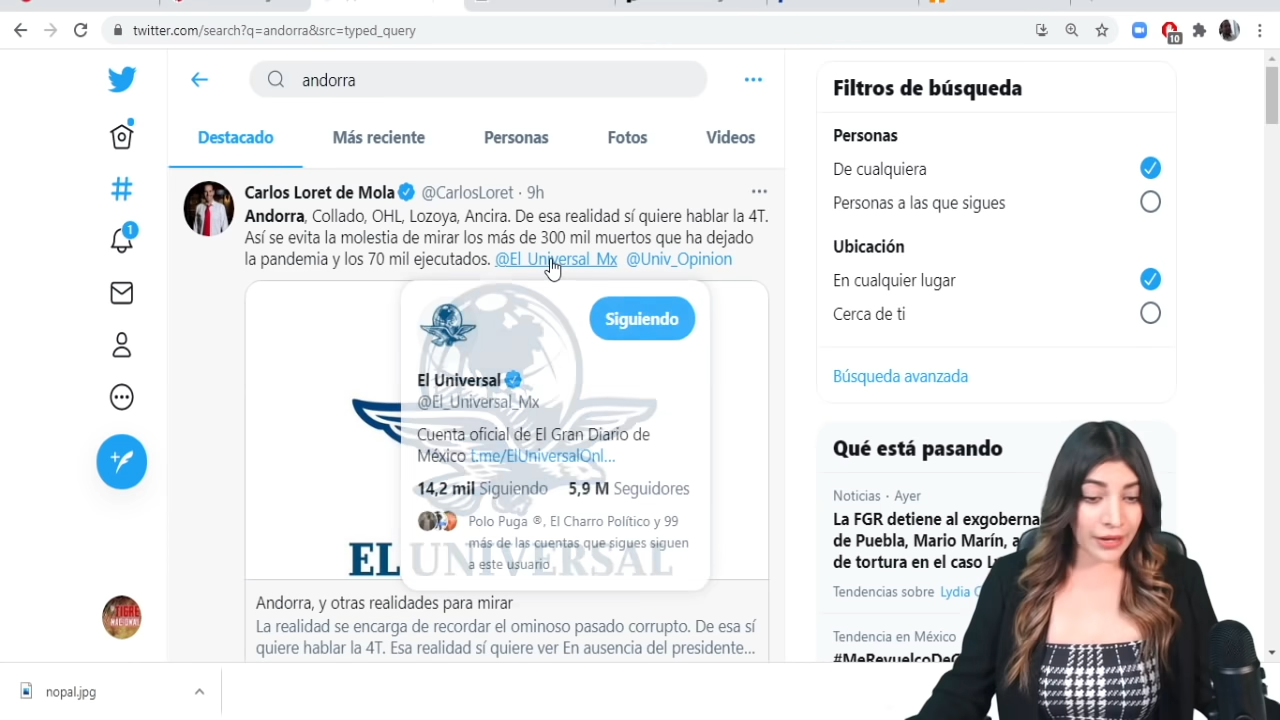 twitter.com/search?q=andorra&src=typed_query
10
andorra
Destacado
Más reciente
Personas
Fotos
Videos
Carlos Loret de Mola @CarlosLoret · 9h
Andorra, Collado, OHL, Lozoya, Ancira. De esa realidad sí quiere hablar la 4T.
Así se evita la molestia de mirar los más de 300 mil muertos que ha dejado
la pandemia y los 70 mil ejecutados. @El_Universal_Mx @Univ_Opinion
Siguiendo
El Universal
@El_Universal_Mx
Cuenta oficial de El Gran Diario de
México t.me/ElUniversalOnl...
14,2 mil Siguiendo 5,9 M Seguidores
Polo Puga ®, El Charro Político y 99
más de las cuentas que sigues siguen
a este usuario
EL UNIVERSAL
Andorra, y otras realidades para mirar
La realidad se encarga de recordar el ominoso pasado corrupto. De esa sí
quiere hablar la 4T. Esa realidad sí quiere ver En ausencia del presidente...
Filtros de búsqueda
Personas
De cualquiera
Personas a las que sigues
Ubicación
En cualquier lugar
Cerca de ti
Búsqueda avanzada
Qué está pasando
Noticias · Ayer
La FGR detiene al exgoberna
de Puebla, Mario Marín, a
de tortura en el caso
Tendencias sobre Lydia
Tendencia en México
#MeRevuelcoDe
1
TIGRE
nopal.jpg